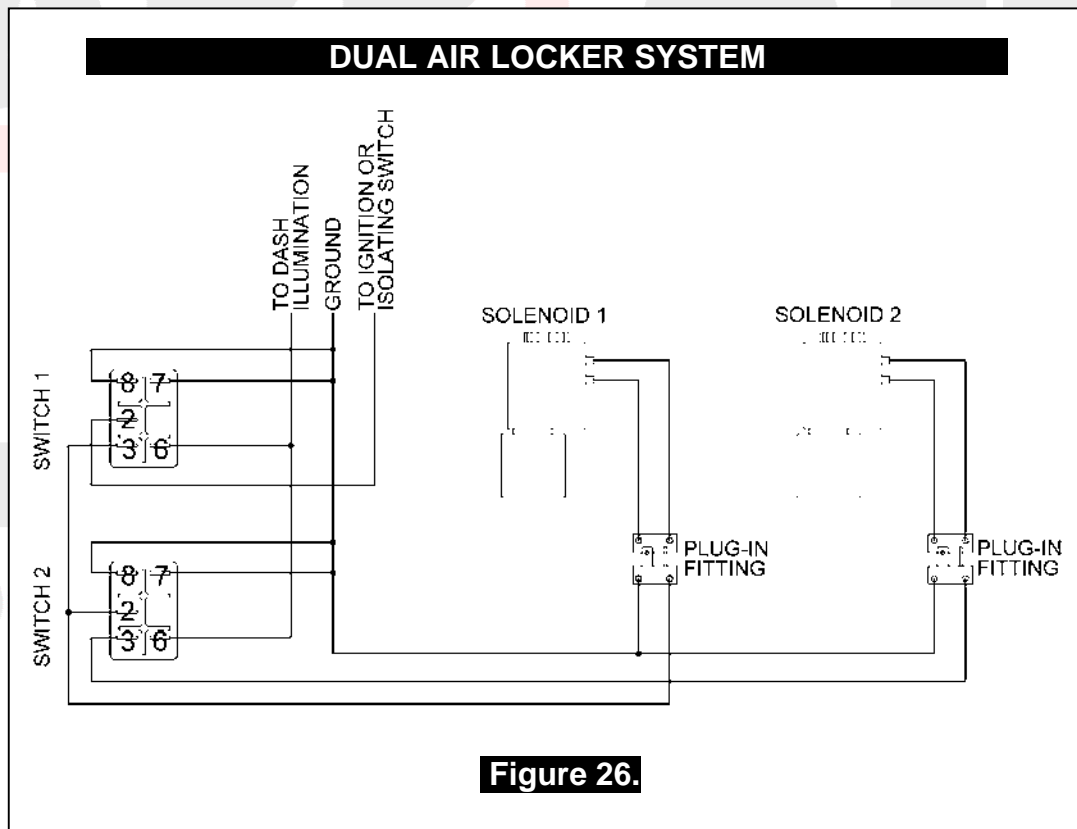 DUAL AIR LOCKER SYSTEM
TO DASH
ILLUMINATION
GROUND
TO IGNITION OR
ISOLATING SWITCH
SOLENOID 1
SOLENOID 2
SWITCH 1
8 7
2
3 6
SWITCH 2
8 7
2
3 6
PLUG-IN
FITTING
PLUG-IN
FITTING
Figure 26.